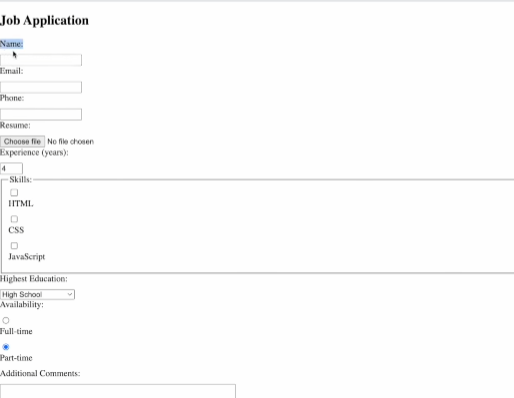 Job Application
Name:
Email:
Phone:
Resume:
Choose file No file chosen
Experience (years):
4
Skills:
HTML
CSS
JavaScript
Highest Education:
High School
Availability:
Full-time
Part-time
Additional Comments: